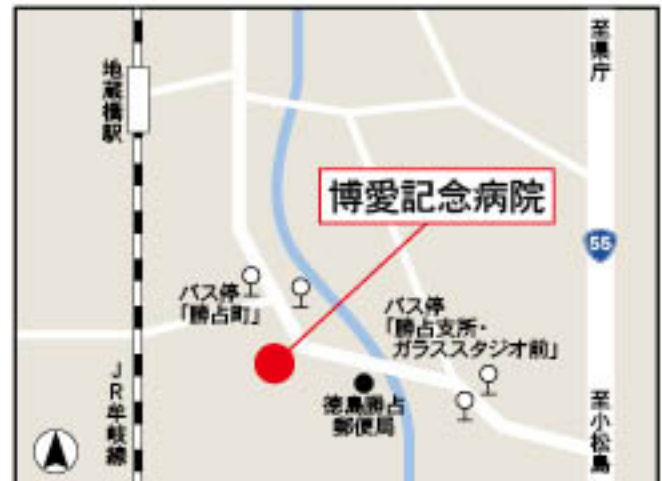 至県庁
地蔵橋駅
博愛記念病院
55
バス停
「勝占町」
バス停
「勝占支所・
ガラススタジオ前」
徳島勝占
郵便局
JR牟岐線
至小松島